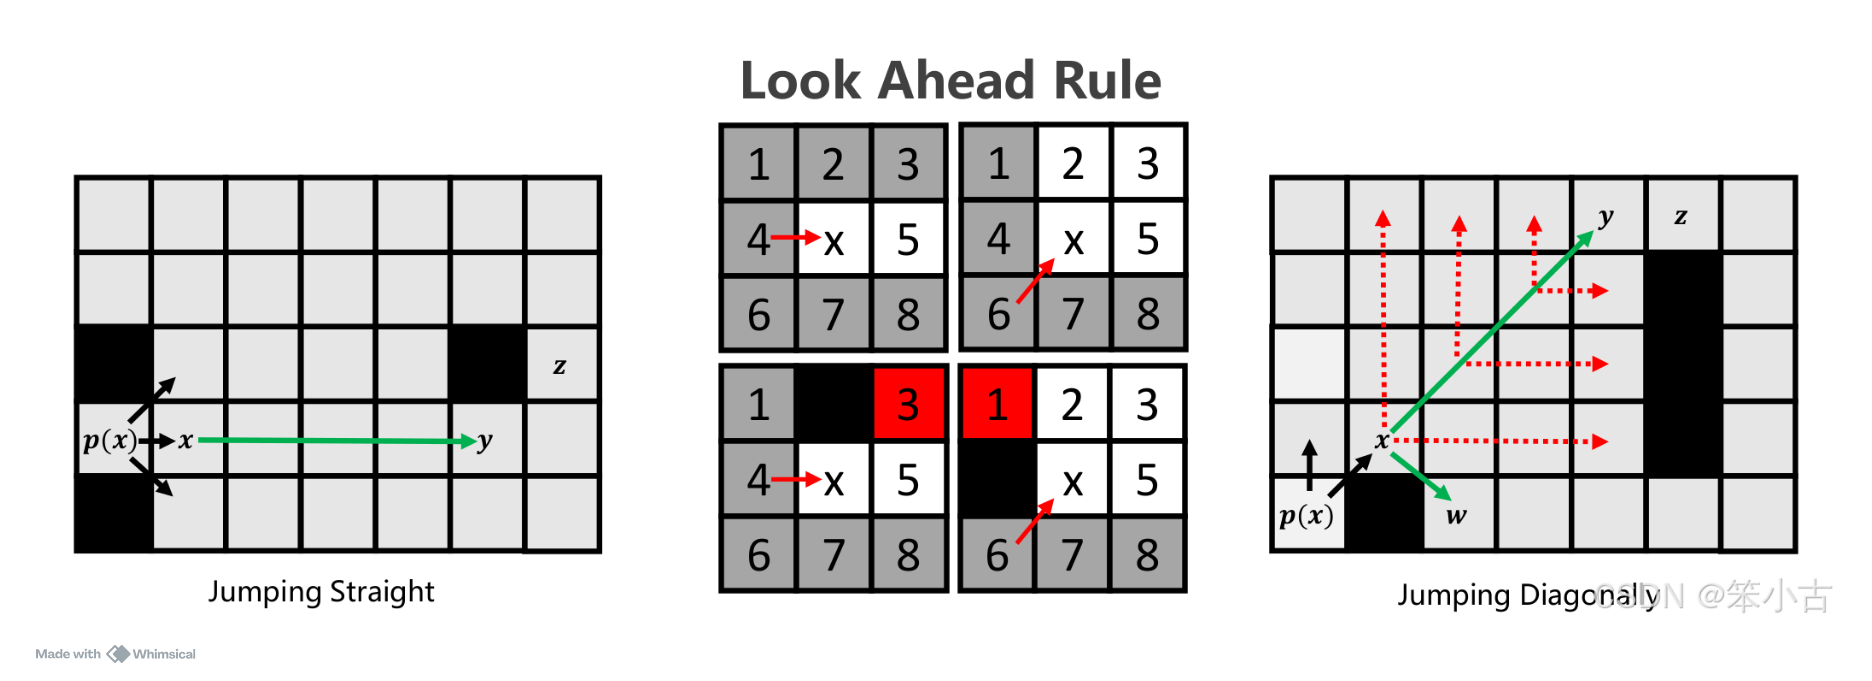 Look Ahead Rule
z
p(x)
x
y
Jumping Straight
1 2 3
4 x 5
6 7 8
1 2 3
4 x 5
6 7 8
1 3
4 x 5
6 7 8
1 2 3
x 5
6 7 8
y
z
x
p(x)
w
Jumping Diagonally
CSDN @笨小古
Made with Whimsical